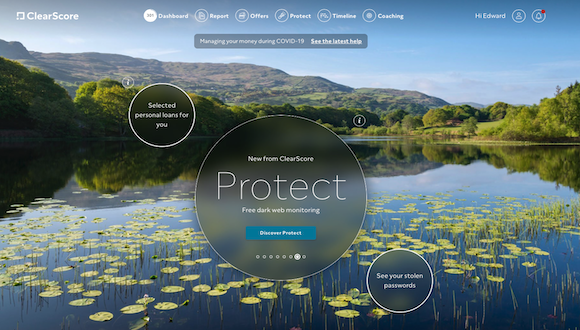 ClearScore
301 Dashboard Report Offers Protect Timeline Coaching Hi Edward
Managing your money during COVID-19 See the latest help
Selected
personal loans for
you
New from ClearScore
Protect
Free dark web monitoring
Discover Protect
See your stolen
passwords